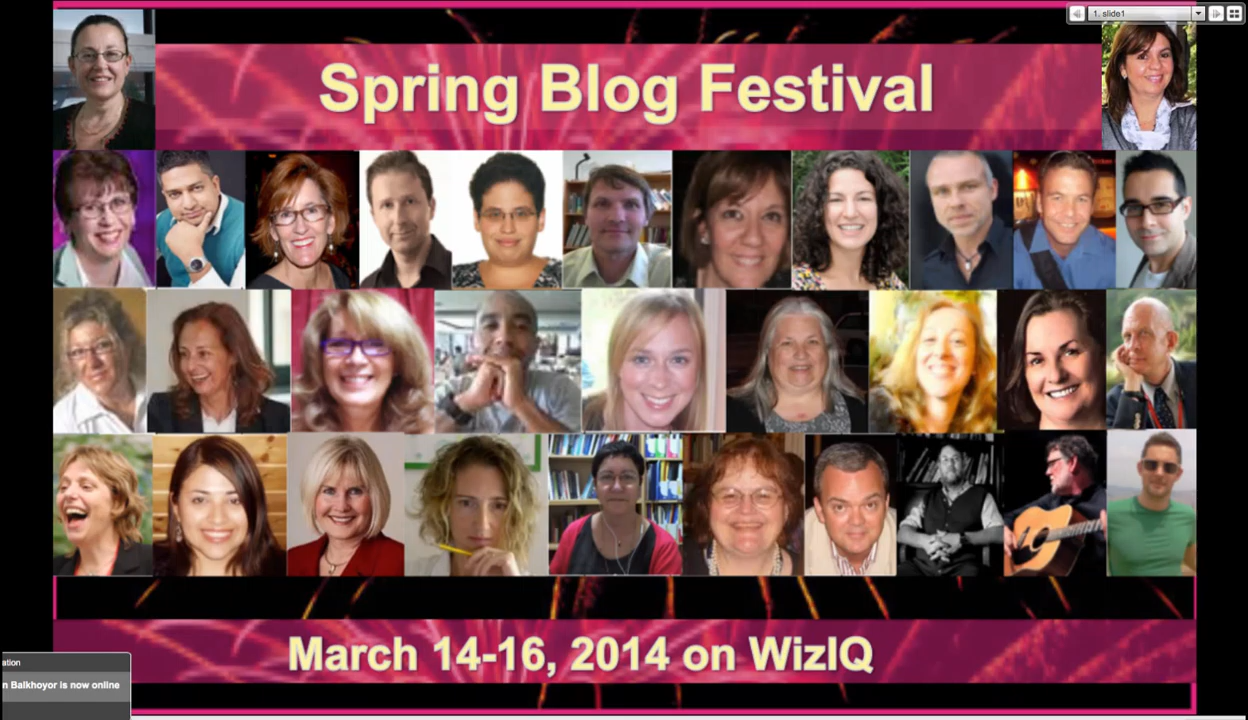 1. slide1
Spring Blog Festival
March 14-16, 2014 on WizIQ
ation
n Balkhoyor is now online